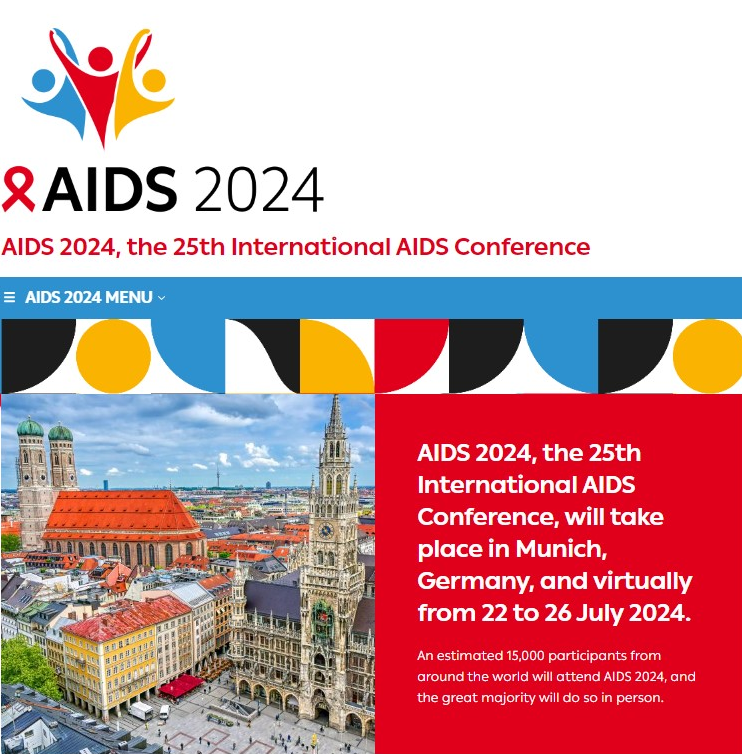 AIDS 2024
AIDS 2024, the 25th International AIDS Conference
AIDS 2024 MENU
AIDS 2024, the 25th
International AIDS
Conference, will take
place in Munich,
Germany, and virtually
from 22 to 26 July 2024.
An estimated 15,000 participants from
around the world will attend AIDS 2024, and
the great majority will do so in person.